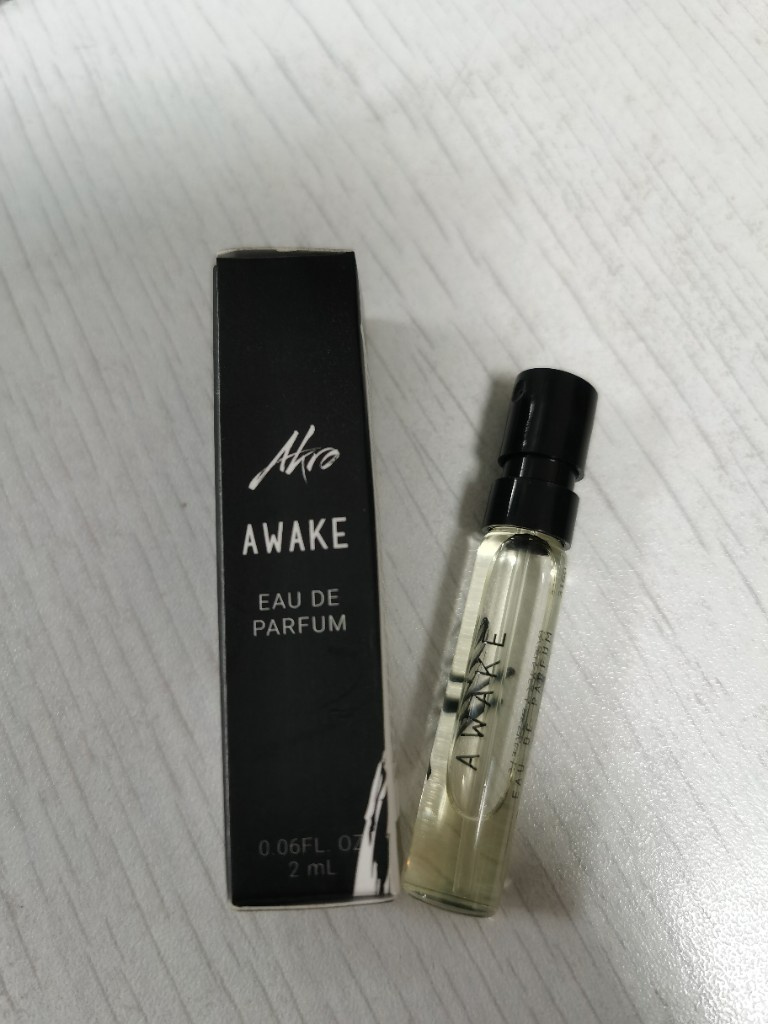 Akro
AWAKE
EAU DE
PARFUM
0.06FL. OZ
2 mL
AWAKE
EAU DE PARFUM